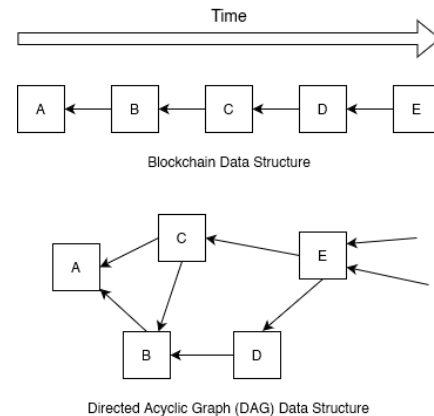 Time
A B C D E
Blockchain Data Structure
C
A E
B D
Directed Acyclic Graph (DAG) Data Structure